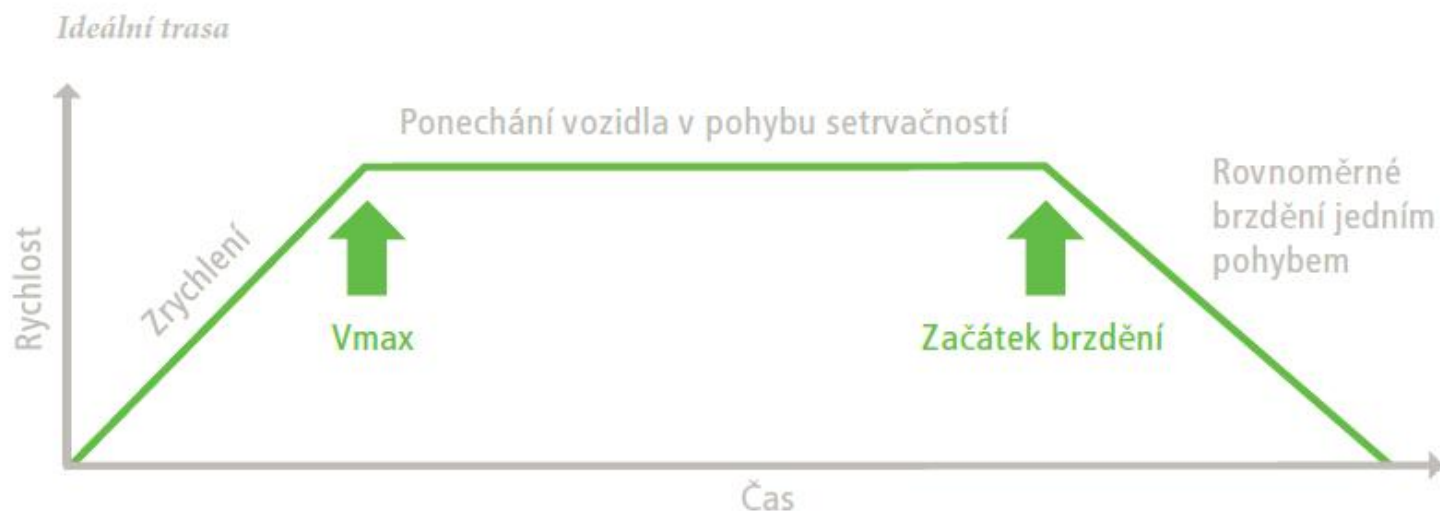 Ideální trasa
Ponechání vozidla v pohybu setrvačností
Rovnoměrné
brzdění jedním
pohybem
Rychlost
Zrychlení
Vmax
Začátek brzdění
Čas